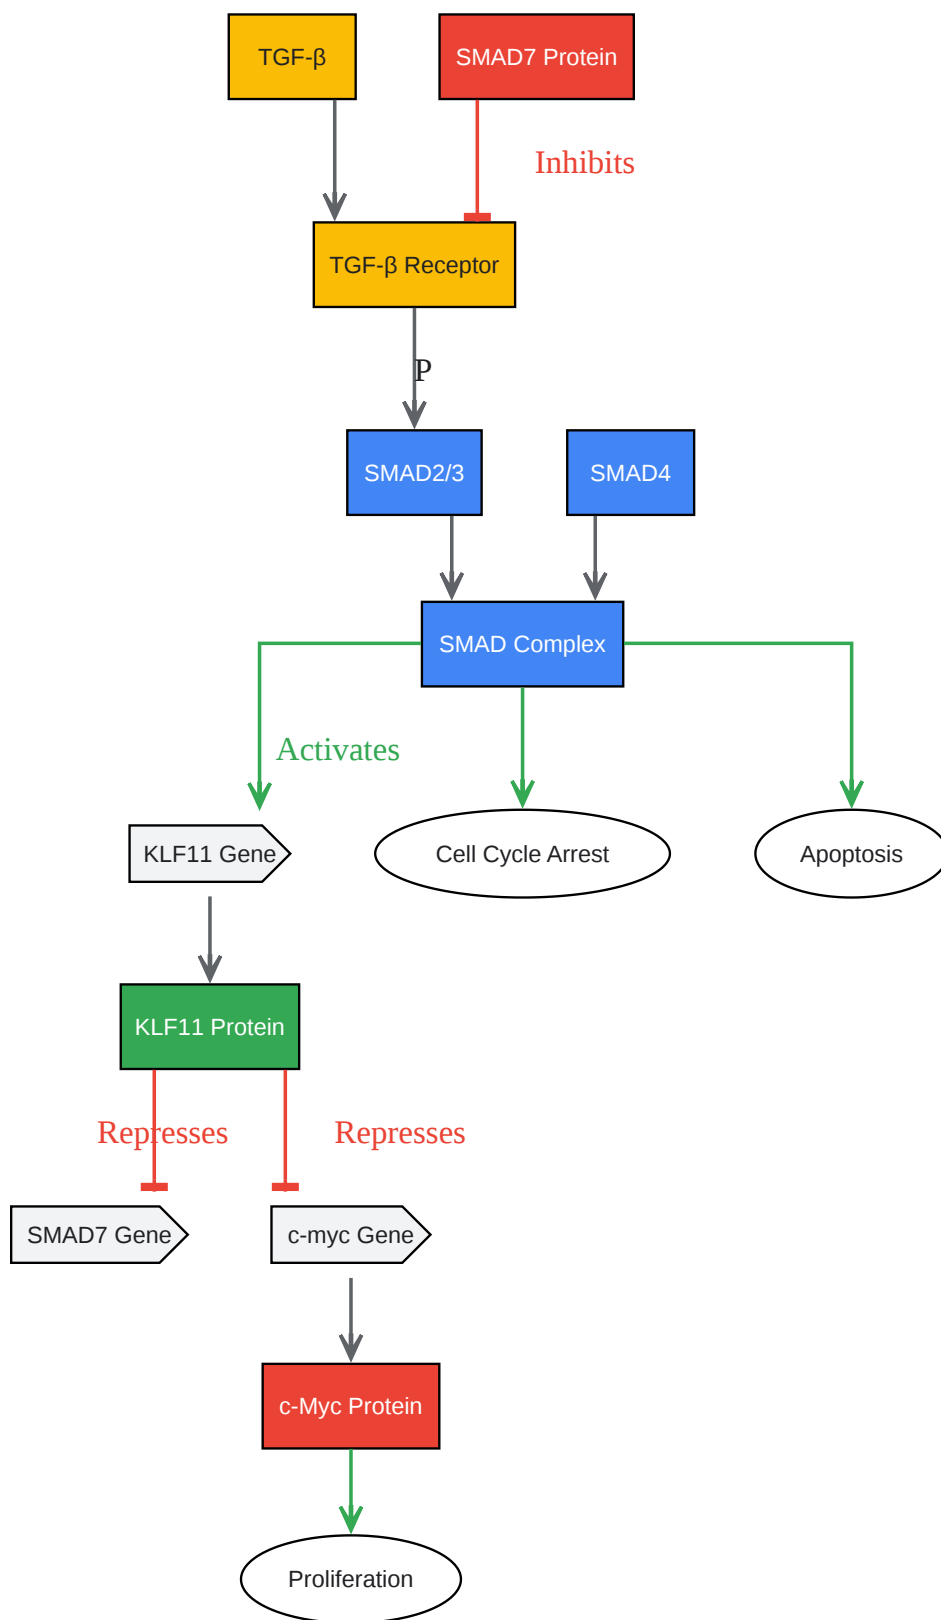 TGF-β
SMAD7 Protein
Inhibits
TGF-β Receptor
P
SMAD2/3
SMAD4
SMAD Complex
Activates
KLF11 Gene
Cell Cycle Arrest
Apoptosis
KLF11 Protein
Represses
Represses
SMAD7 Gene
c-myc Gene
c-Myc Protein
Proliferation